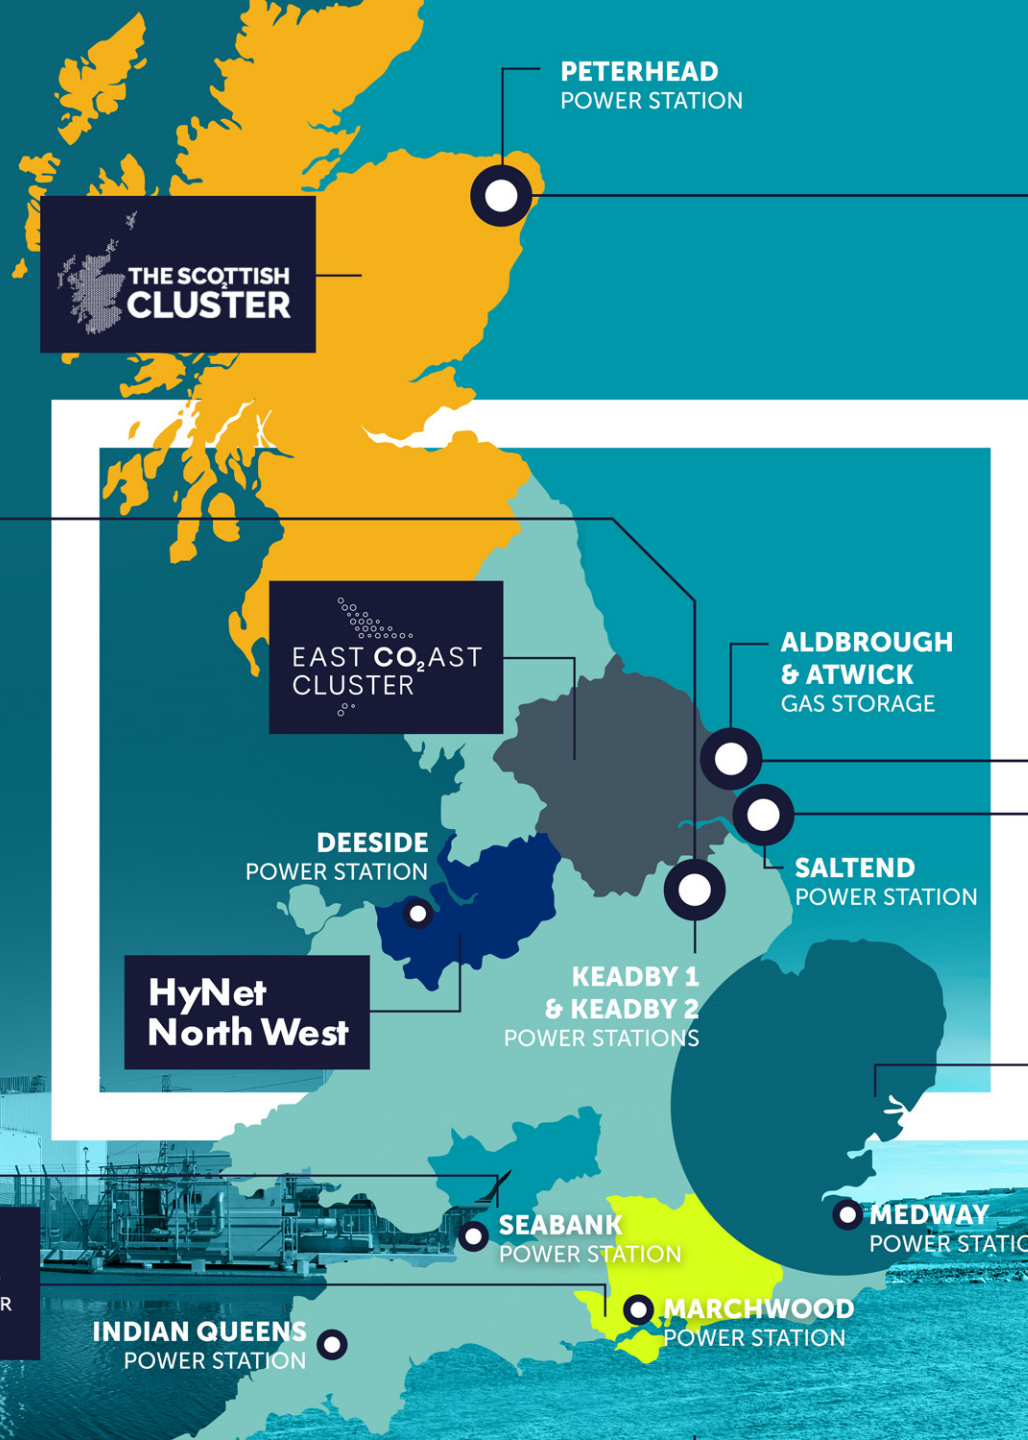 PETERHEAD
POWER STATION
THE SCO₂TTISH
CLUSTER
EAST CO₂AST
CLUSTER
ALDBROUGH
& ATWICK
GAS STORAGE
DEESIDE
POWER STATION
SALTEND
POWER STATION
HyNet
North West
KEADBY 1
& KEADBY 2
POWER STATIONS
SEABANK
POWER STATION
MEDWAY
POWER STATIO
R
MARCHWOOD
POWER STATION
INDIAN QUEENS
POWER STATION